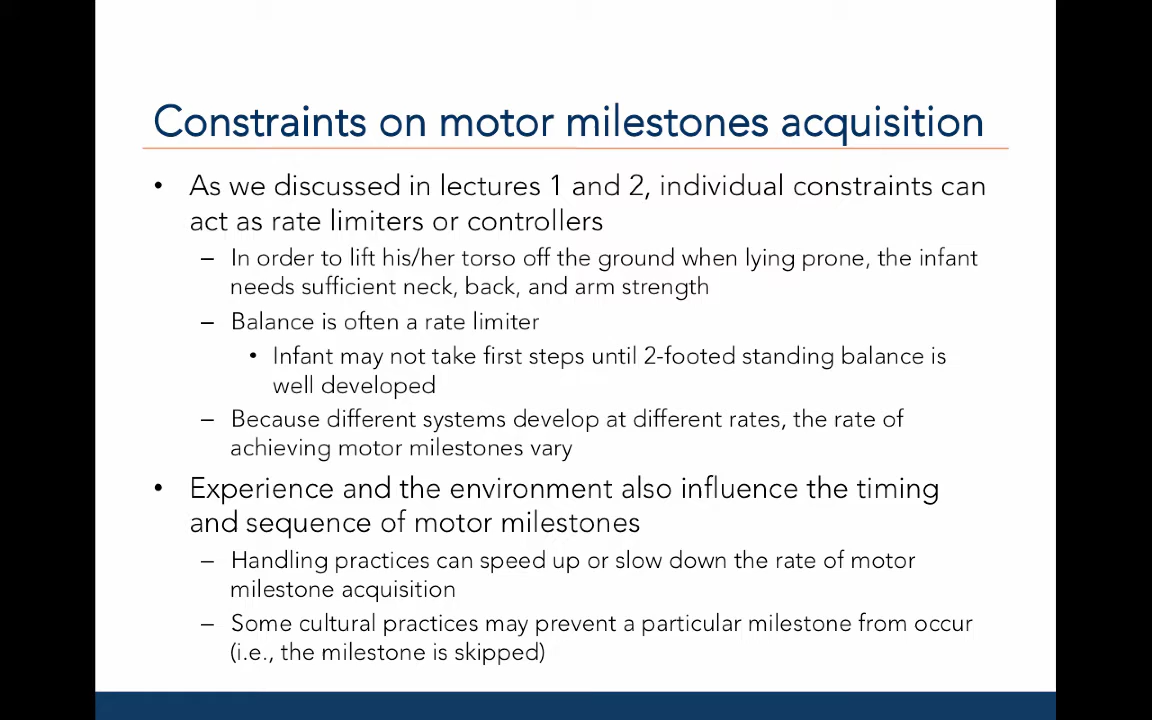 Constraints on motor milestones acquisition
• As we discussed in lectures 1 and 2, individual constraints can
act as rate limiters or controllers
– In order to lift his/her torso off the ground when lying prone, the infant
needs sufficient neck, back, and arm strength
– Balance is often a rate limiter
• Infant may not take first steps until 2-footed standing balance is
well developed
– Because different systems develop at different rates, the rate of
achieving motor milestones vary
• Experience and the environment also influence the timing
and sequence of motor milestones
– Handling practices can speed up or slow down the rate of motor
milestone acquisition
– Some cultural practices may prevent a particular milestone from occur
(i.e., the milestone is skipped)